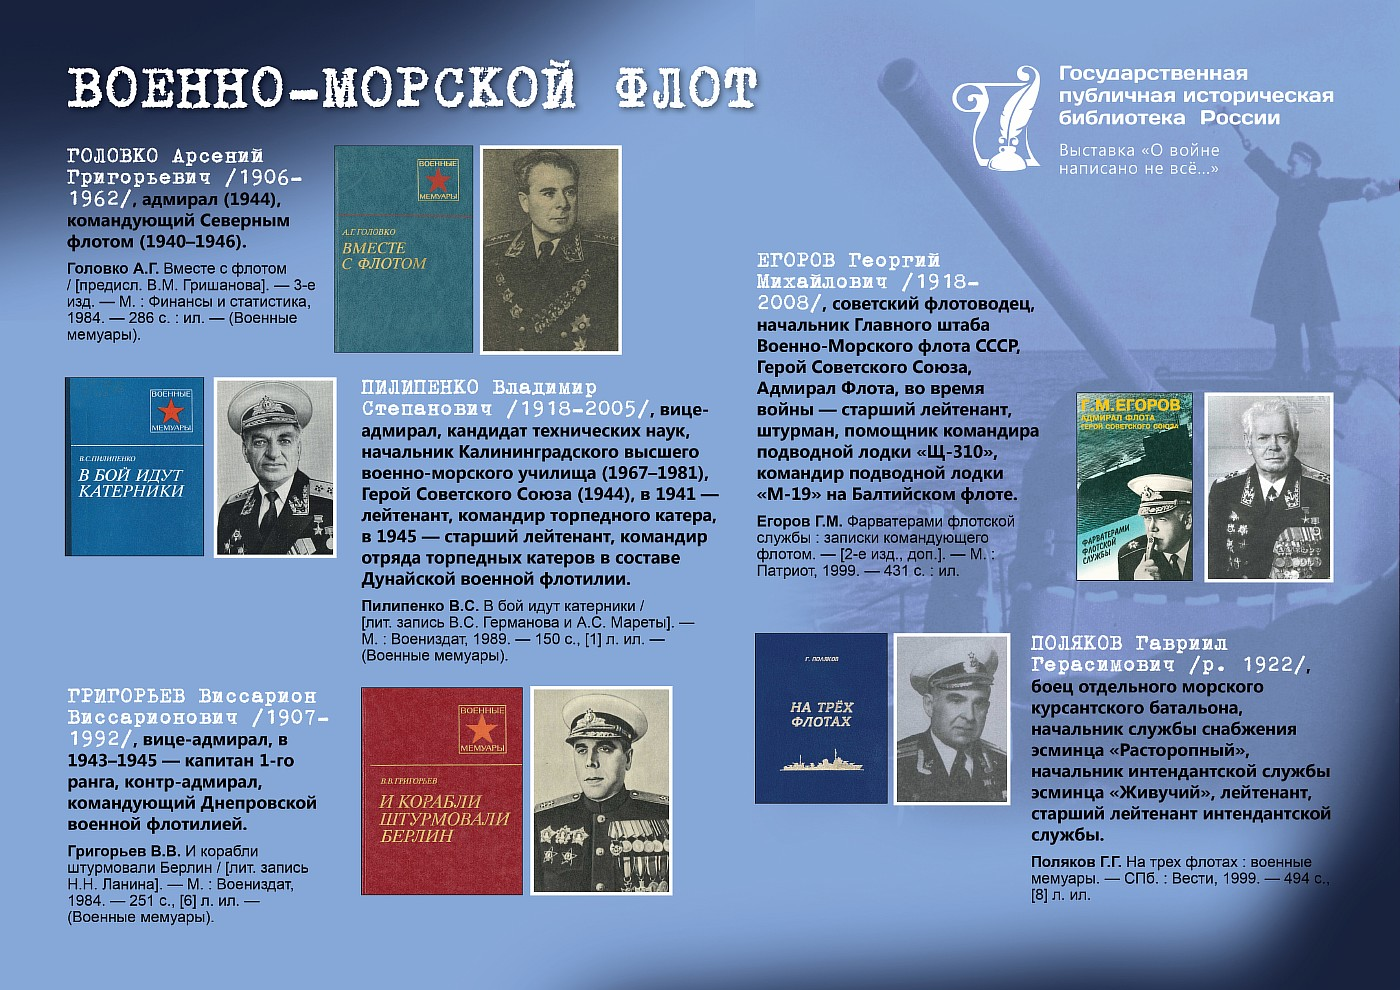 ВОЕННО-МОРСКОЙ ФЛОТ
Государственная
публичная историческая
библиотека России
Выставка «О войне
написано не всё...»
ГОЛОВКО Арсений
Григорьевич /1906-
1962/, адмирал (1944),
командующий Северным
флотом (1940–1946).
Головко А.Г. Вместе с флотом
/ [предисл. В.М. Гришанова]. — 3-е
изд. — М. : Финансы и статистика,
1984. — 286 с. : ил. — (Военные
мемуары).
ВОЕННЫЕ
МЕМУАРЫ
А.Г.ГОЛОВКО
ВМЕСТЕ
С ФЛОТОМ
ВОЕННЫЕ
МЕМУАРЫ
В.С.ПИЛИПЕНКО
В БОЙ ИДУТ
КАТЕРНИКИ
ПИЛИПЕНКО Владимир
Степанович /1918-2005/, вице-
адмирал, кандидат технических наук,
начальник Калининградского высшего
военно-морского училища (1967–1981),
Герой Советского Союза (1944), в 1941 —
лейтенант, командир торпедного катера,
в 1945 — старший лейтенант, командир
отряда торпедных катеров в составе
Дунайской военной флотилии.
Пилипенко В.С. В бой идут катерники /
[лит. запись В.С. Германова и А.С. Мареты]. —
М. : Воениздат, 1989. — 150 с., [1] л. ил. —
(Военные мемуары).
ГРИГОРЬЕВ Виссарион
Виссарионович /1907-
1992/, вице-адмирал, в
1943–1945 — капитан 1-го
ранга, контр-адмирал,
командующий Днепровской
военной флотилией.
Григорьев В.В. И корабли
штурмовали Берлин / [лит. запись
Н.Н. Ланина]. — М. : Воениздат,
1984. — 251 с., [6] л. ил. —
(Военные мемуары).
ВОЕННЫЕ
МЕМУАРЫ
В.В.ГРИГОРЬЕВ
И КОРАБЛИ
ШТУРМОВАЛИ
БЕРЛИН
ЕГОРОВ Георгий
Михайлович /1918-
2008/, советский флотоводец,
начальник Главного штаба
Военно-Морского флота СССР,
Герой Советского Союза,
Адмирал Флота, во время
войны — старший лейтенант,
штурман, помощник командира
подводной лодки «Щ-310»,
командир подводной лодки
«М-19» на Балтийском флоте.
Егоров Г.М. Фарватерами флотской
службы : записки командующего
флотом. — [2-е изд., доп.]. — М. :
Патриот, 1999. — 431 с. : ил.
Г.М.ЕГОРОВ
АДМИРАЛ ФЛОТА
ГЕРОЙ СОВЕТСКОГО СОЮЗА
ФАРВАТЕРАМИ
ФЛОТСКОЙ
СЛУЖБЫ
Г. ПОЛЯКОВ
НА ТРЁХ
ФЛОТАХ
ПОЛЯКОВ Гавриил
Герасимович /р. 1922/,
боец отдельного морского
курсантского батальона,
начальник службы снабжения
эсминца «Расторопный»,
начальник интендантской службы
эсминца «Живучий», лейтенант,
старший лейтенант интендантской
службы.
Поляков Г.Г. На трех флотах : военные
мемуары. — СПб. : Вести, 1999. — 494 с.,
[8] л. ил.